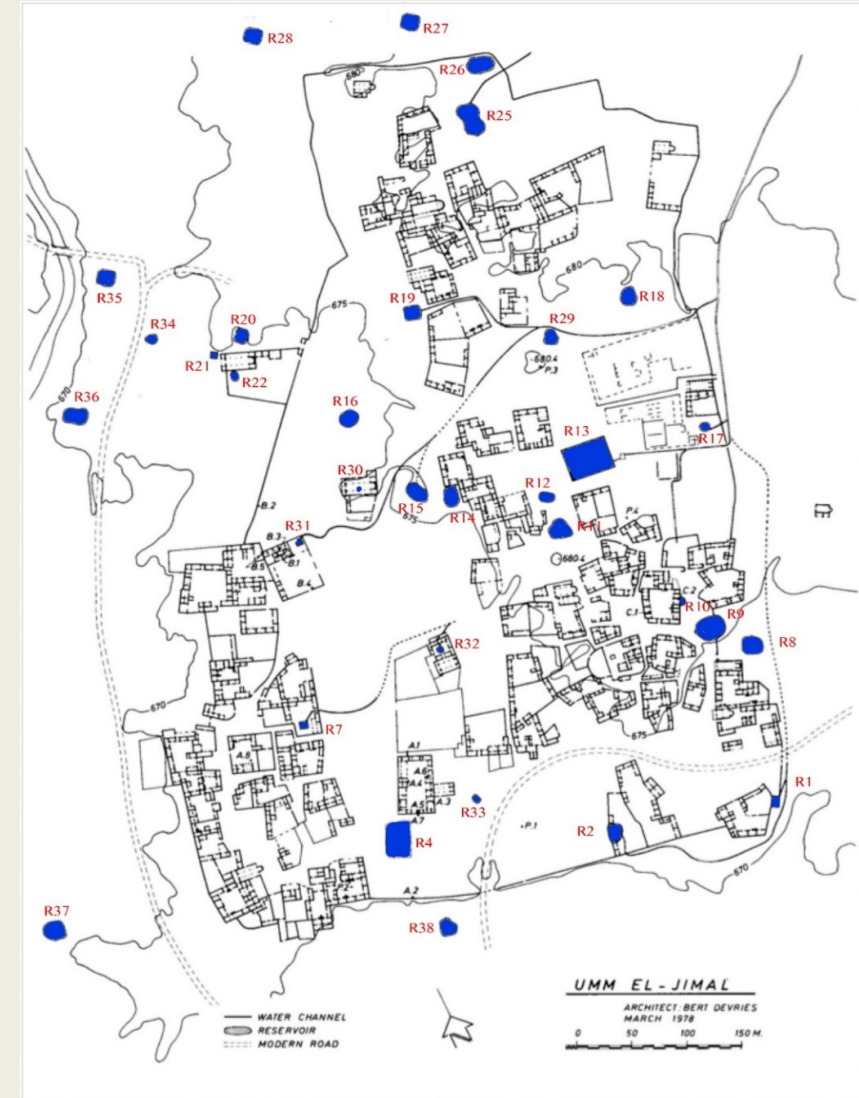 R27
R28
R26
680
R25
680
R35
R18
R19
675
R29
R34
R20
R21
680.4
P.3
R22
670
R36
R16
R13
R17
R30
R12
R15
R14
675
B.2
P.4
R11
R31
B.3
B.1
B.5
680.4
B.4
C.2
R10
C.1
R9
R32
R8
670
R7
675
A.1
A.8
A.6
A.4
R1
R33
A.3
A.5
A.7
P.1
R2
R4
670
P2
A.2
R37
R38
UMM EL-JIMAL
ARCHITECT: BERT DEVRIES
MARCH 1978
WATER CHANNEL
RESERVOIR
MODERN ROAD
N
0 50 100 150 M.